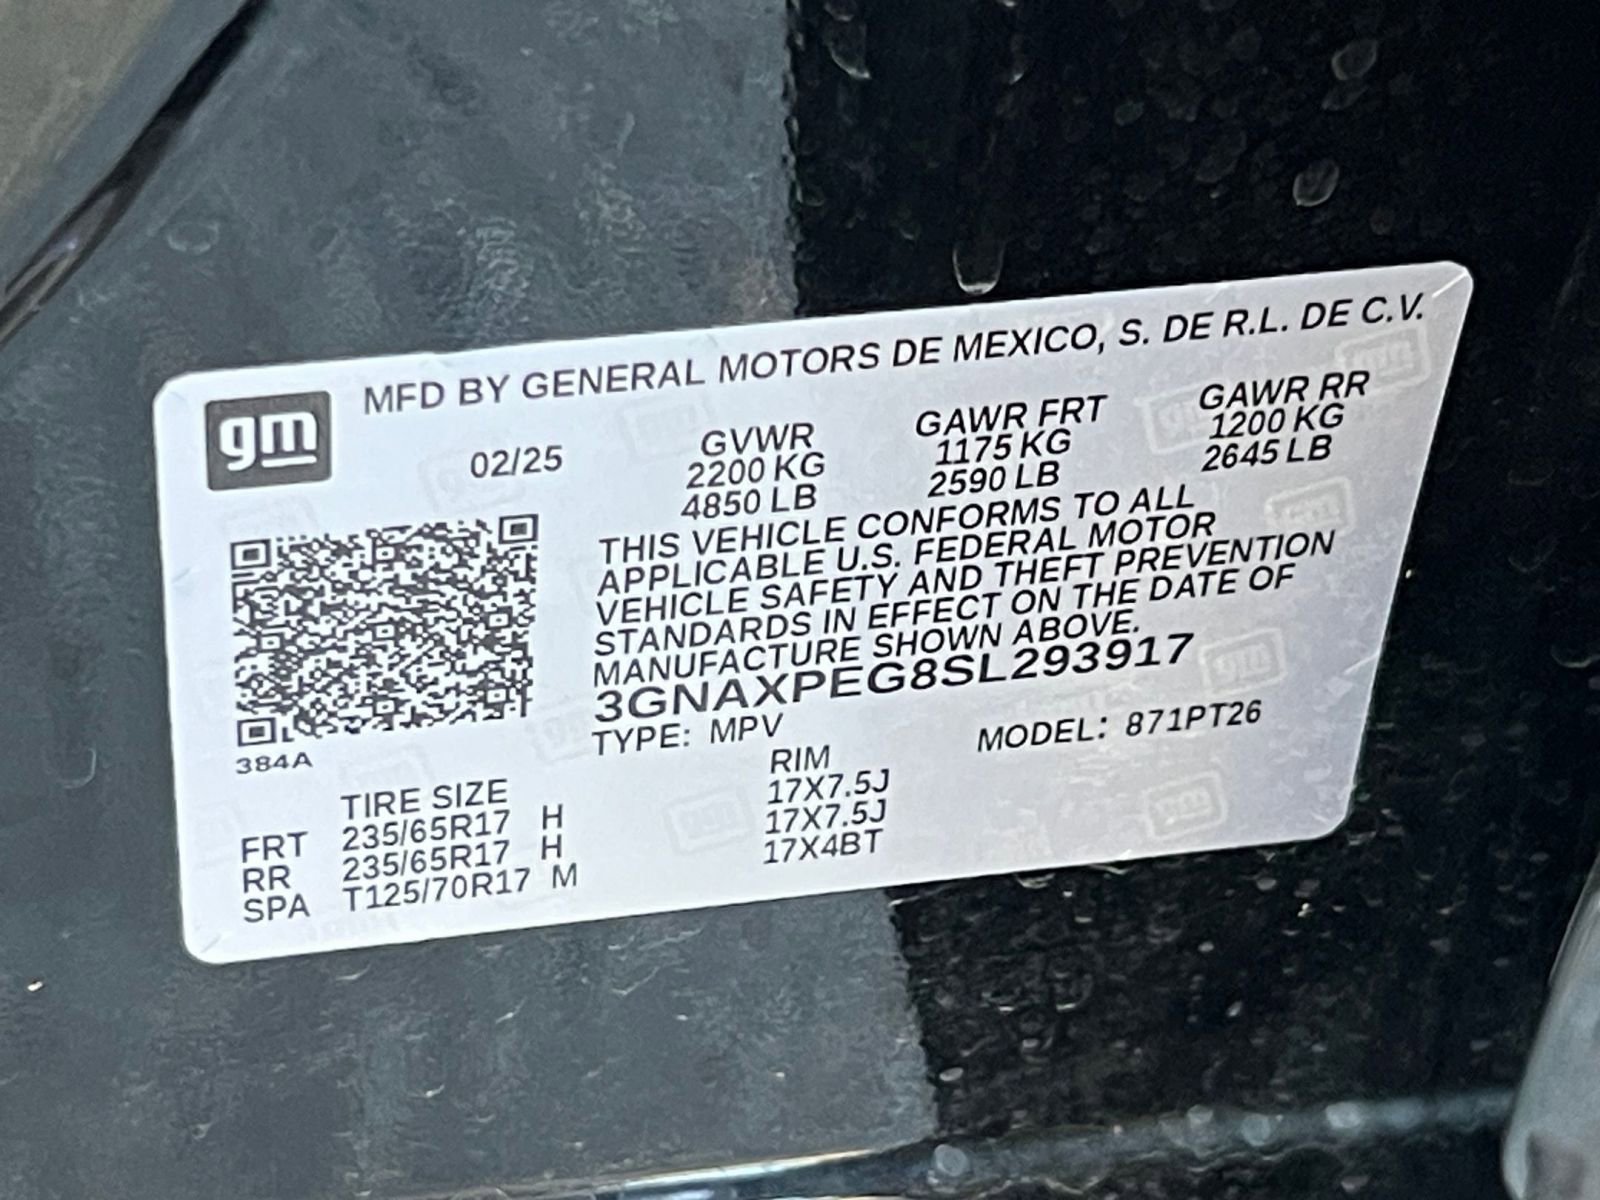 gm
MFD BY GENERAL MOTORS DE MEXICO, S. DE R.L. DE C.V.
02/25 GVWR GAWR FRT GAWR RR
2200 KG 1175 KG 1200 KG
4850 LB 2590 LB 2645 LB
THIS VEHICLE CONFORMS TO ALL
APPLICABLE U.S. FEDERAL MOTOR
VEHICLE SAFETY AND THEFT PREVENTION
STANDARDS IN EFFECT ON THE DATE OF
MANUFACTURE SHOWN ABOVE.
3GNAXPEG8SL293917
TYPE: MPV MODEL: 871PT26
384A
TIRE SIZE RIM
FRT 235/65R17 H 17X7.5J
RR 235/65R17 H 17X7.5J
SPA T125/70R17 M 17X4BT